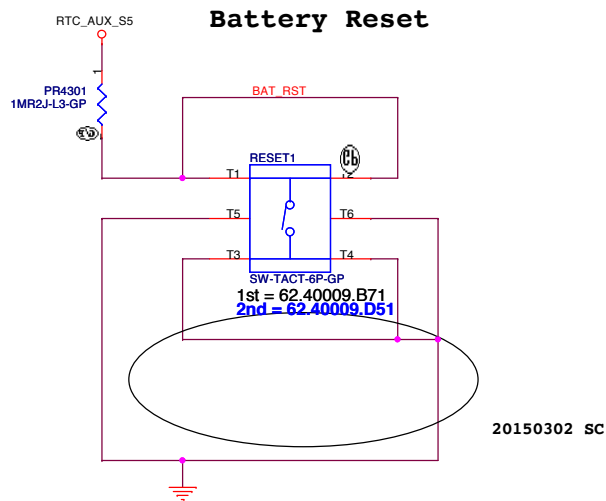 Battery Reset
RTC_AUX_S5
1
PR4301
1MR2J-L3-GP
BAT_RST
RESET1
T1
T5
T6
T3
T4
SW-TACT-6P-GP
1st = 62.40009.B71
2nd = 62.40009.D51
20150302 SC